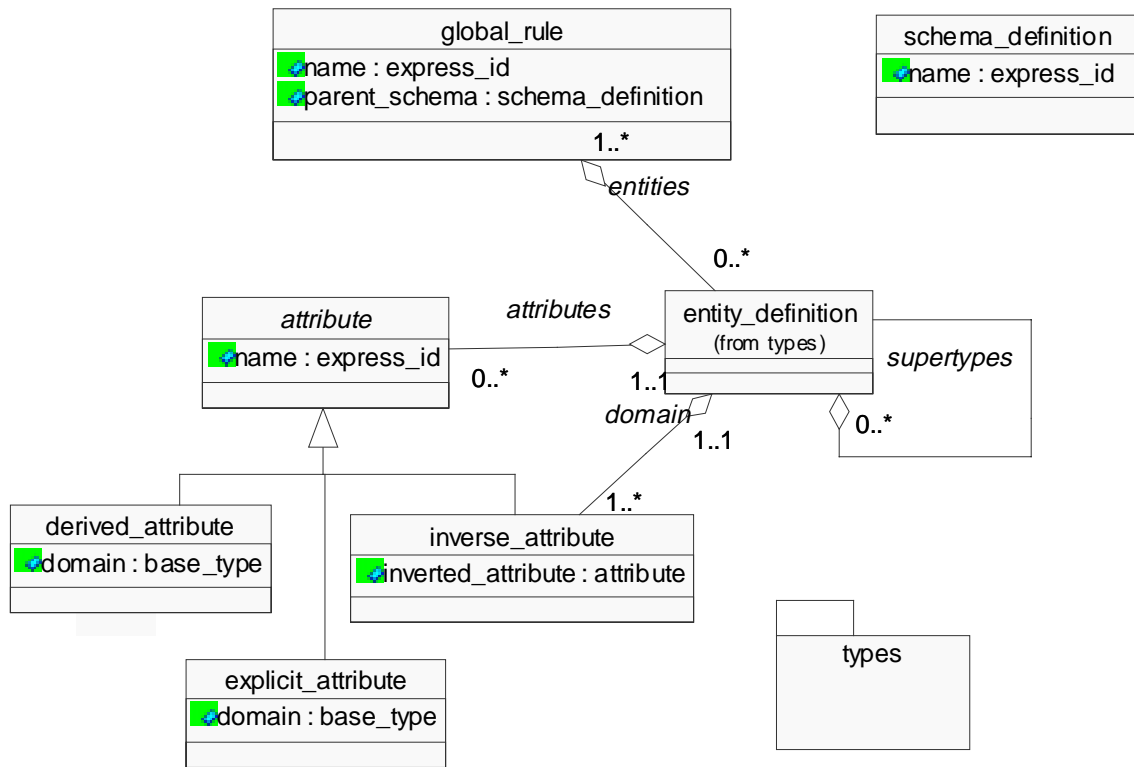 global_rule
name : express_id
parent_schema : schema_definition
1..*
entities
0..*
schema_definition
name : express_id
attribute
name : express_id
attributes
0..*
1..1
entity_definition
(from types)
supertypes
0..*
domain
1..1
1..*
derived_attribute
domain : base_type
inverse_attribute
inverted_attribute : attribute
explicit_attribute
domain : base_type
types